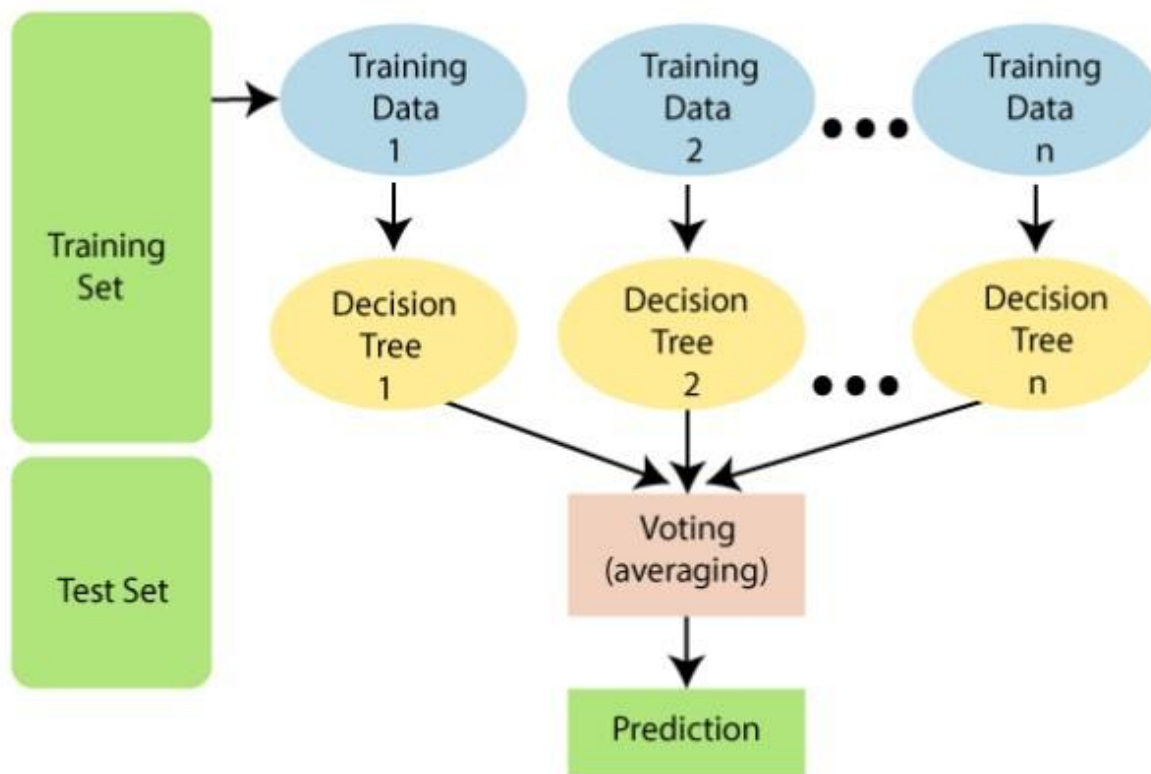 Training
Data
1
Training
Data
2
Training
Data
n
Training
Set
Decision
Tree
1
Decision
Tree
2
Decision
Tree
n
Voting
(averaging)
Test Set
Prediction